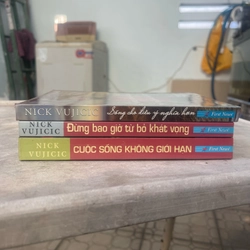 NICK VUJICIC Sống cho điều ý nghĩa hơn First News
NICK VUJICIC Đừng bao giờ từ bỏ khát vọng First News
NICK VUJICIC CUỘC SỐNG KHÔNG GIỚI HẠN First News